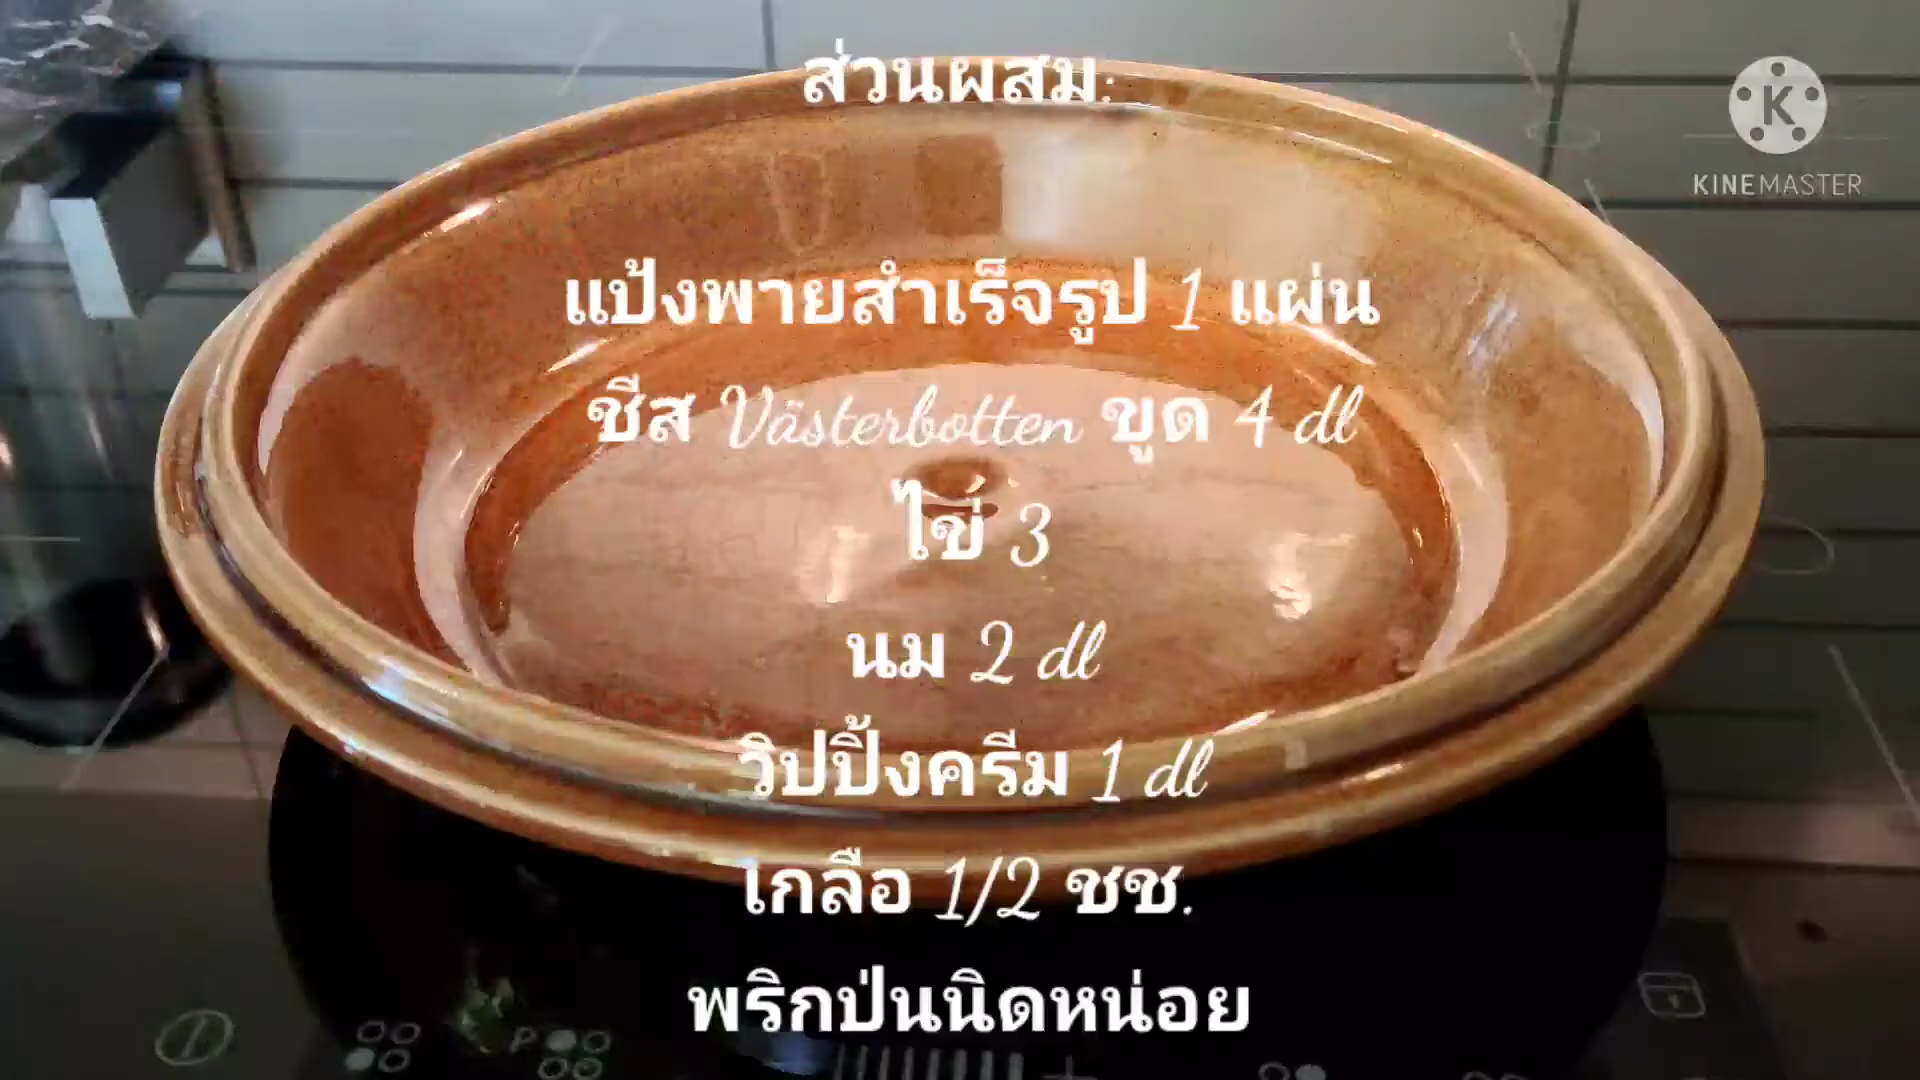 ส่วนผสม:
KINEMASTER
แป้งพายสำเร็จรูป 1 แผ่น
ชีส Västerbotten ขูด 4 dl
ไข่ 3
นม 2 dl
วิปปิ้งครีม 1 dl
เกลือ 1/2 ชช.
พริกป่นนิดหน่อย